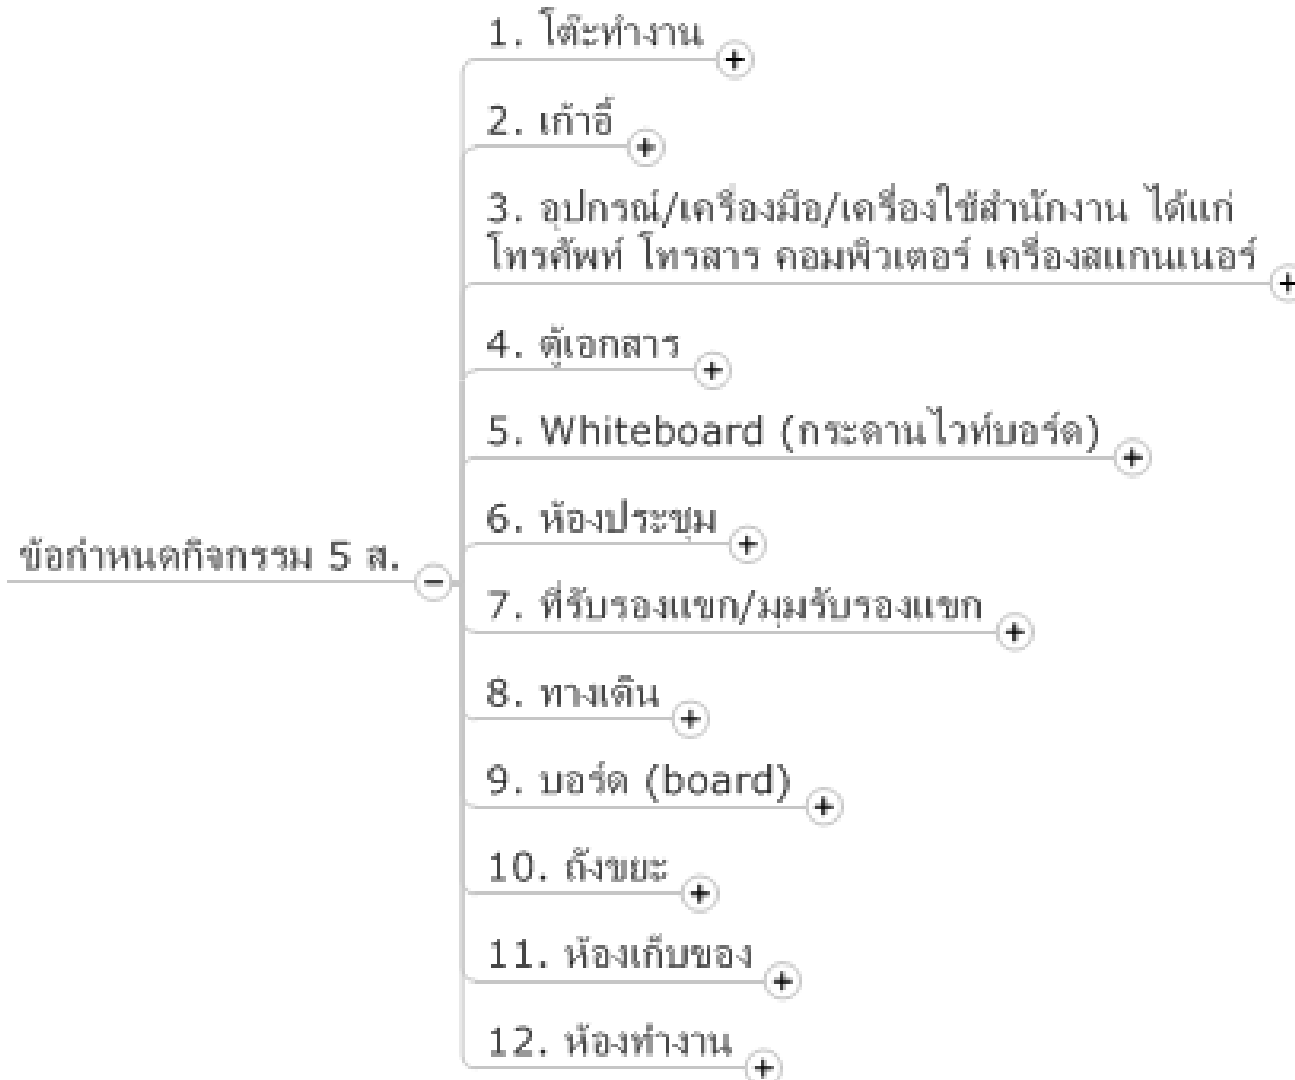 1. โต๊ะทำงาน
2. เก้าอี้
3. อุปกรณ์/เครื่องมือ/เครื่องใช้สำนักงาน ได้แก่
โทรศัพท์ โทรสาร คอมพิวเตอร์ เครื่องสแกนเนอร์
4. ตู้เอกสาร
5. Whiteboard (กระดานไวท์บอร์ด)
6. ห้องประชุม
ข้อกำหนดกิจกรรม 5 ส.
7. ที่รับรองแขก/มุมรับรองแขก
8. ทางเดิน
9. บอร์ด (board)
10. ถังขยะ
11. ห้องเก็บของ
12. ห้องทำงาน